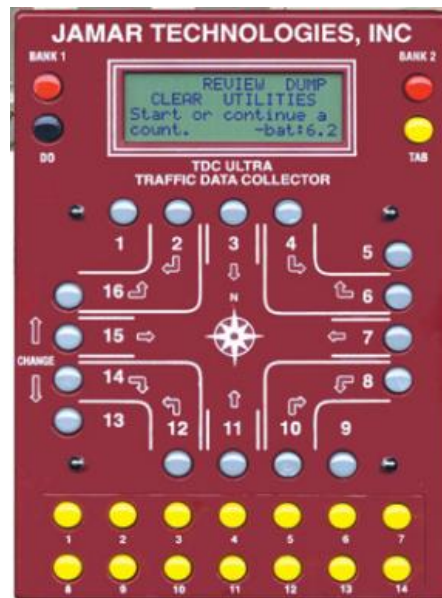 JAMAR TECHNOLOGIES, INC
BANK 1
BANK 2
REVIEW DUMP
CLEAR UTILITIES
Start or continue a
count. -bat:6.2
DO
TAB
TDC ULTRA
TRAFFIC DATA COLLECTOR
1 2 3 4
5
16 6
N
15 7
CHANGE
14 8
13 12 11 10 9
1 2 3 4 5 6 7
8 9 10 11 12 13 14